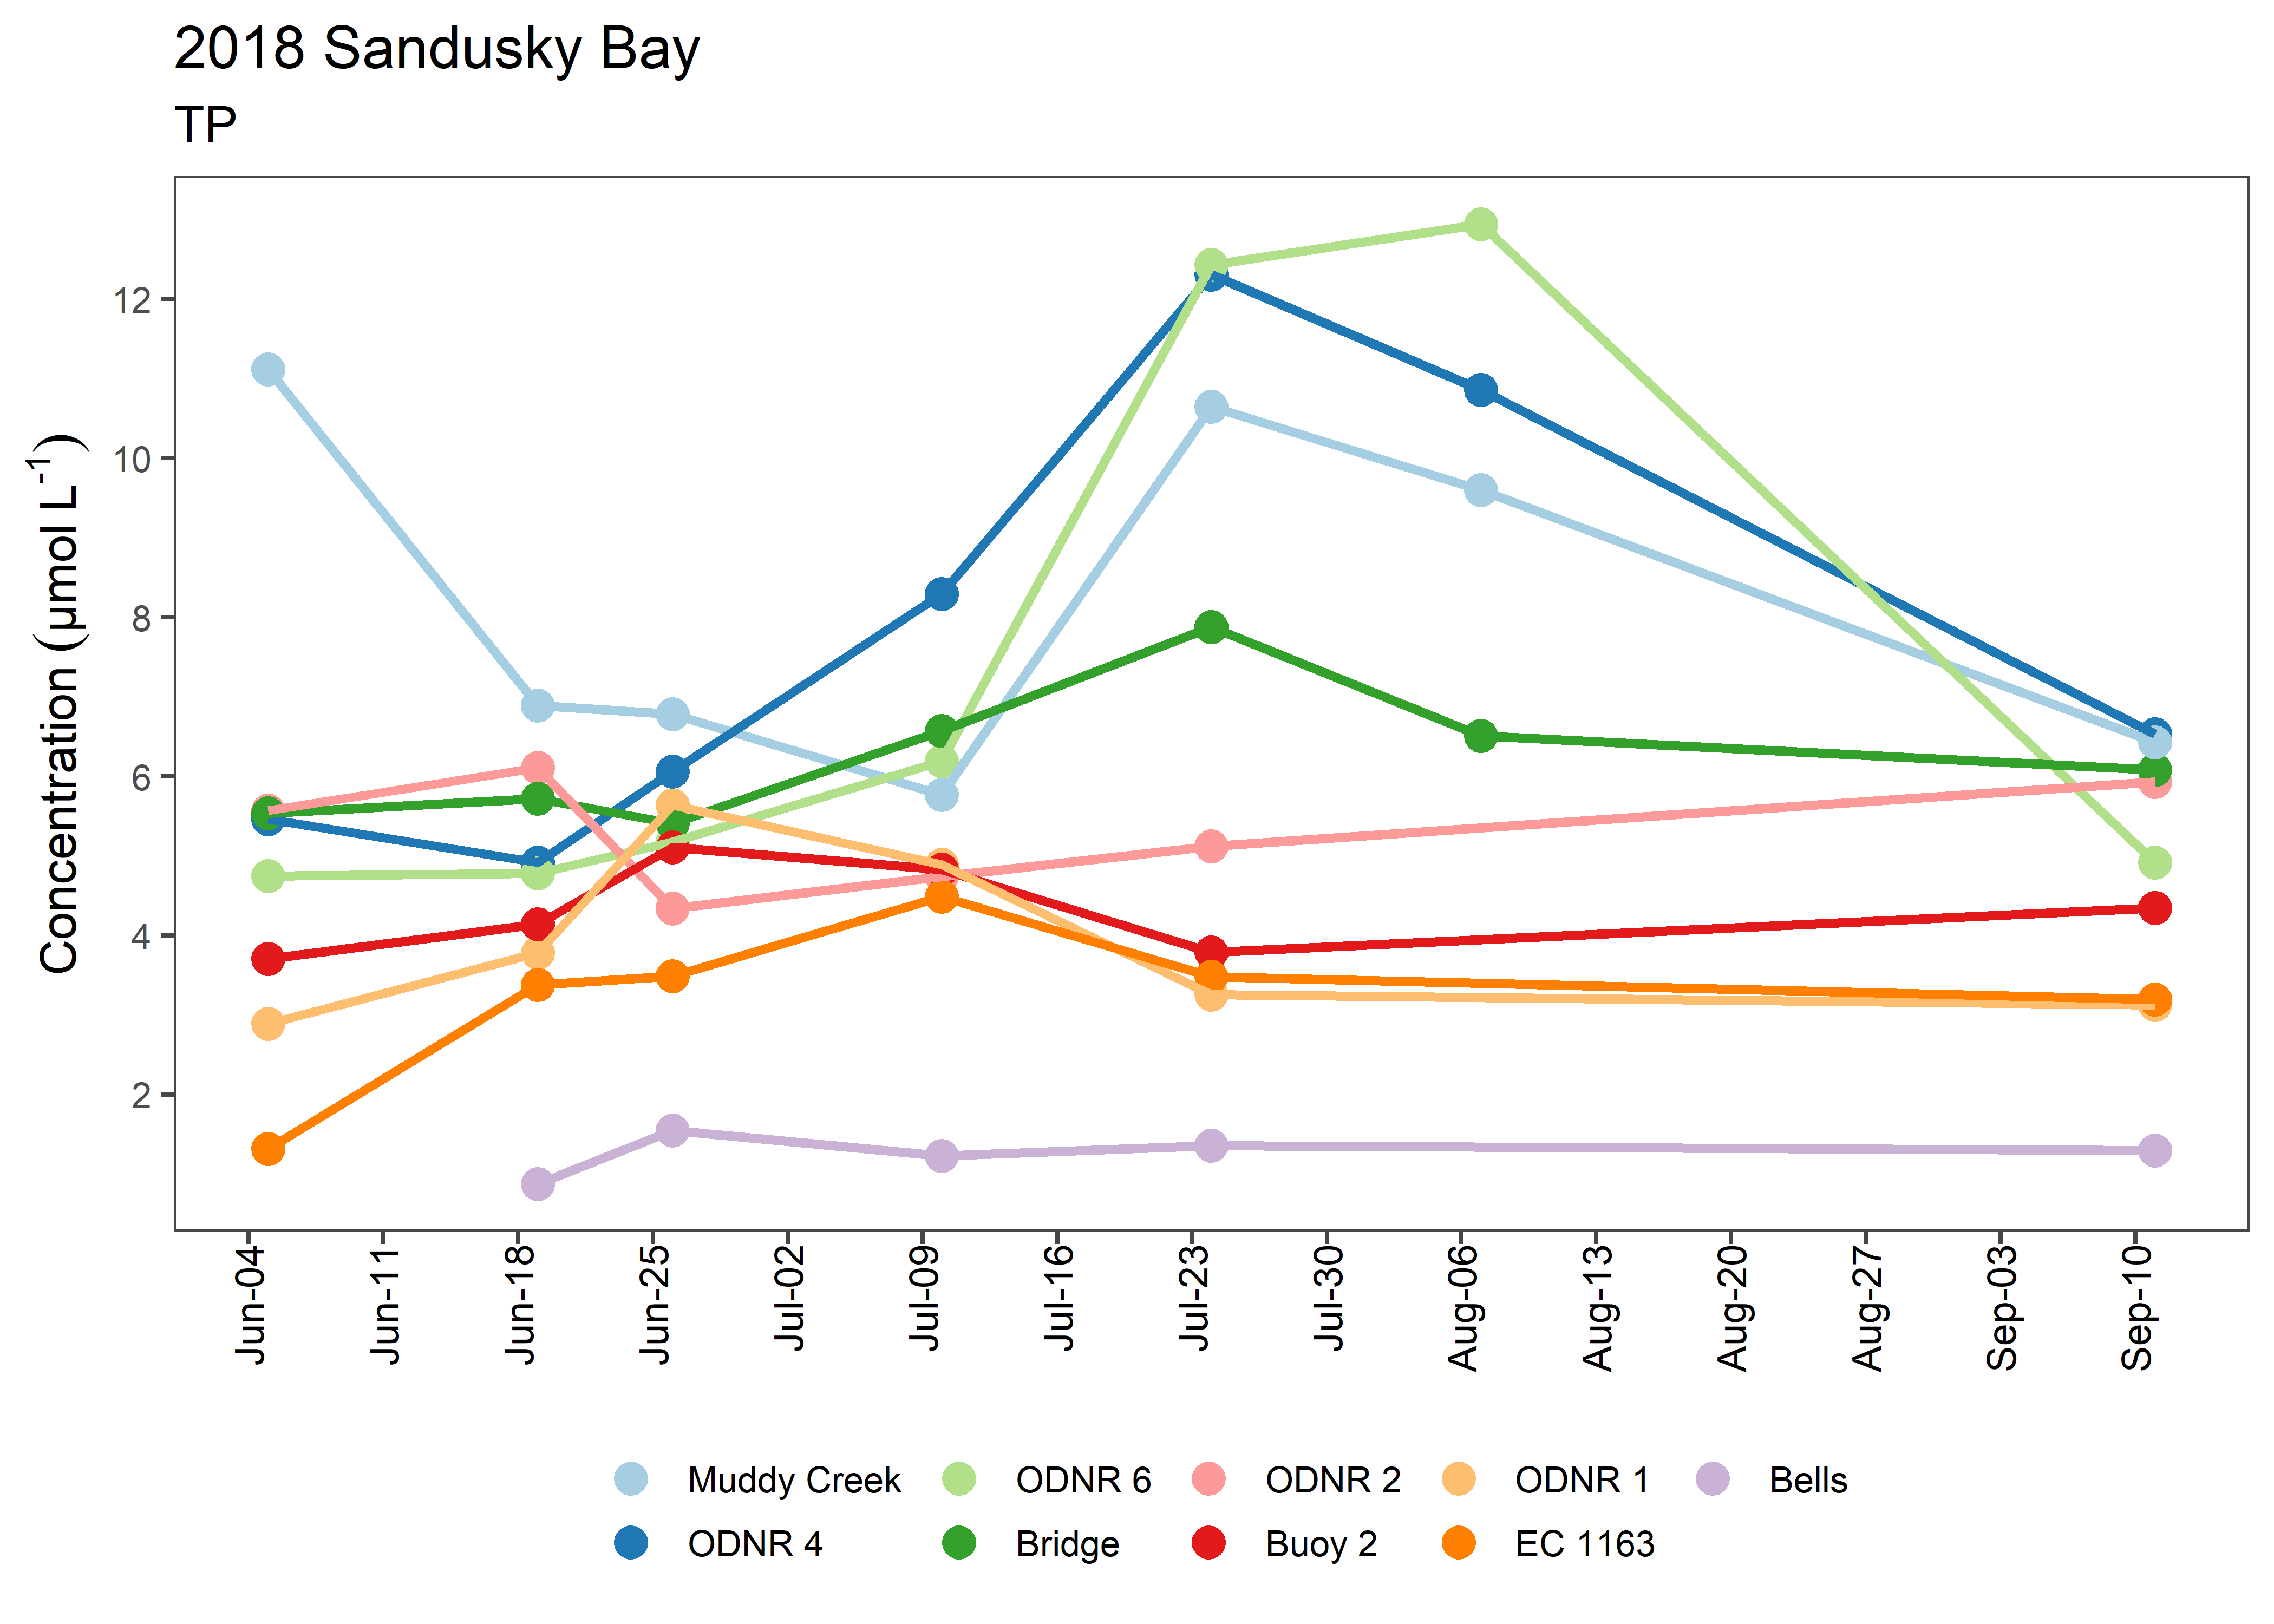 2018 Sandusky Bay
TP
Concentration (µmol L⁻¹)
12
10
8
6
4
2
Jun-04
Jun-11
Jun-18
Jun-25
Jul-02
Jul-09
Jul-16
Jul-23
Jul-30
Aug-06
Aug-13
Aug-20
Aug-27
Sep-03
Sep-10
Muddy Creek
ODNR 6
ODNR 2
ODNR 1
Bells
ODNR 4
Bridge
Buoy 2
EC 1163